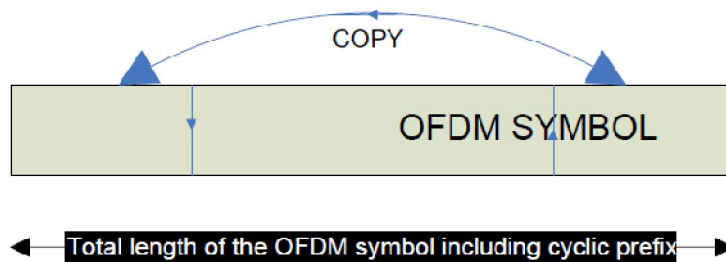 COPY
OFDM SYMBOL
Total length of the OFDM symbol including cyclic prefix